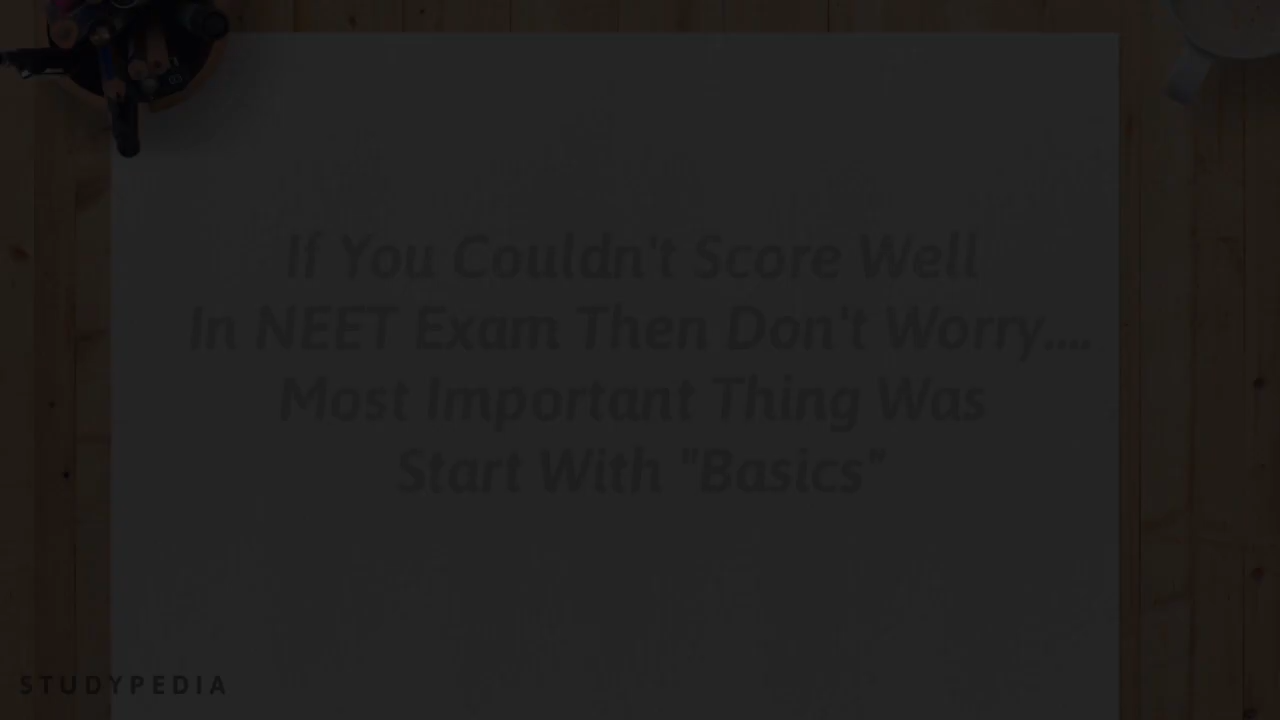 If You Couldn't Score Well
In NEET Exam Then Don't Worry....
Most Important Thing Was
Start With "Basics"
STUDYPEDIA